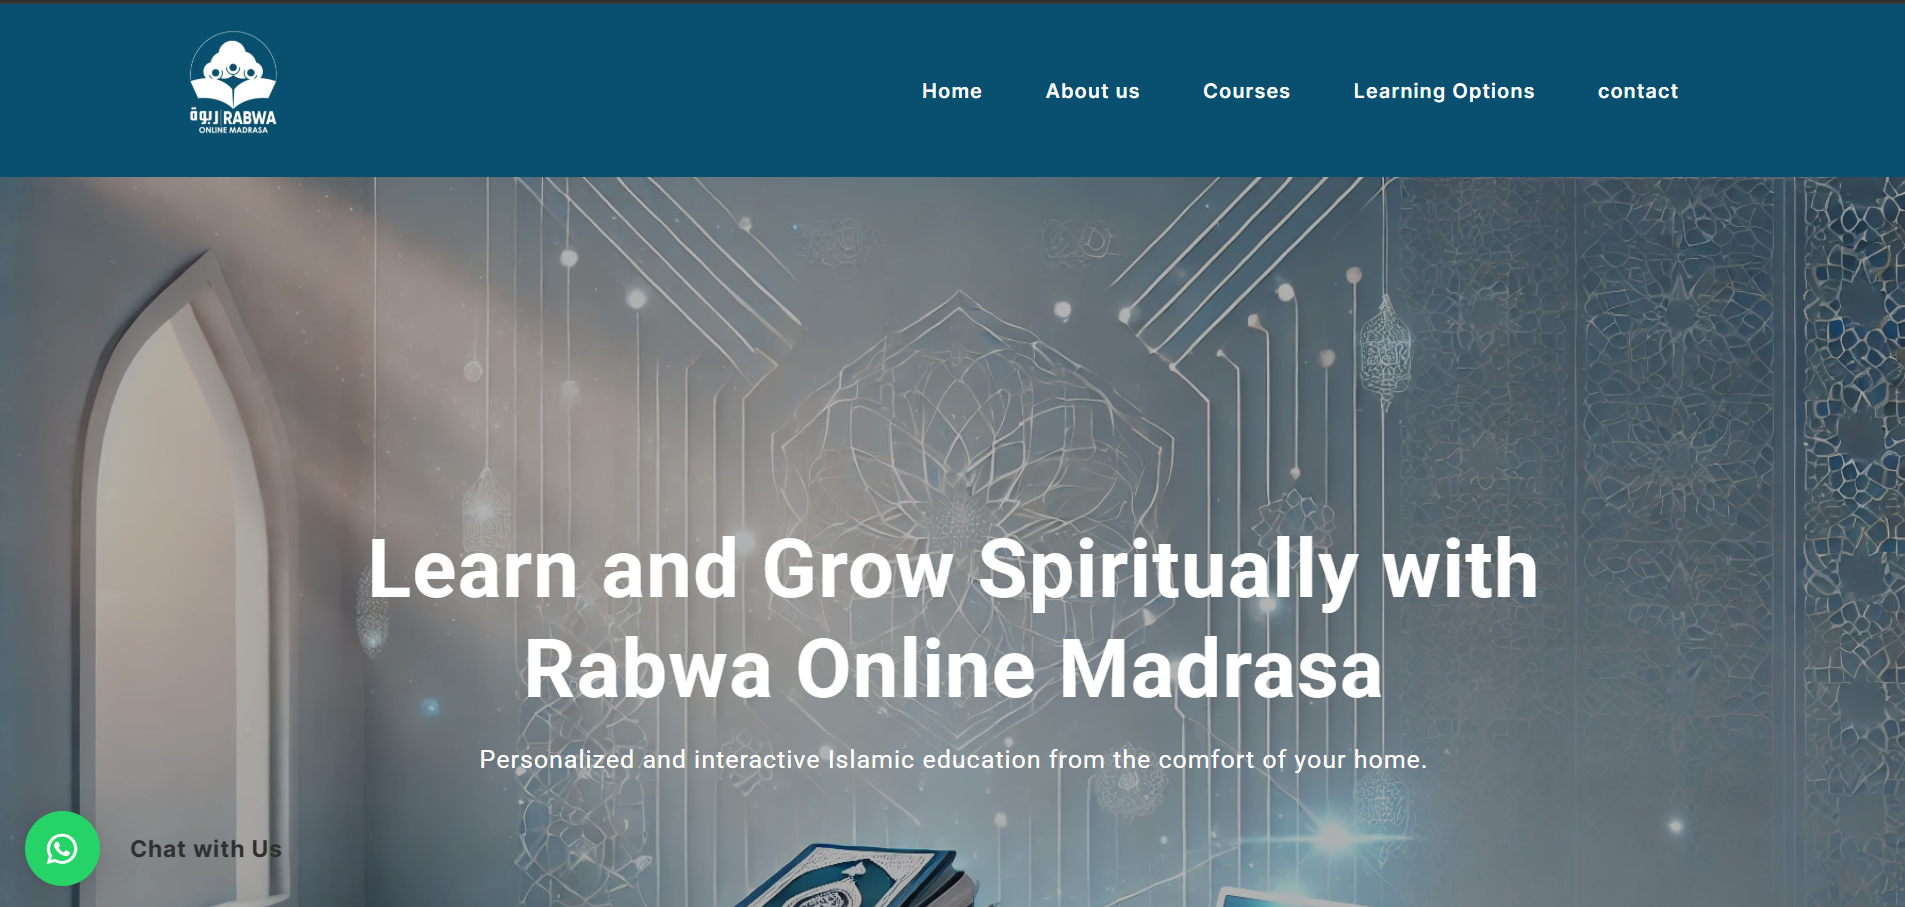 ربوة | RABWA
ONLINE MADRASA
Home
About us
Courses
Learning Options
contact
Learn and Grow Spiritually with
Rabwa Online Madrasa
Personalized and interactive Islamic education from the comfort of your home.
Chat with Us